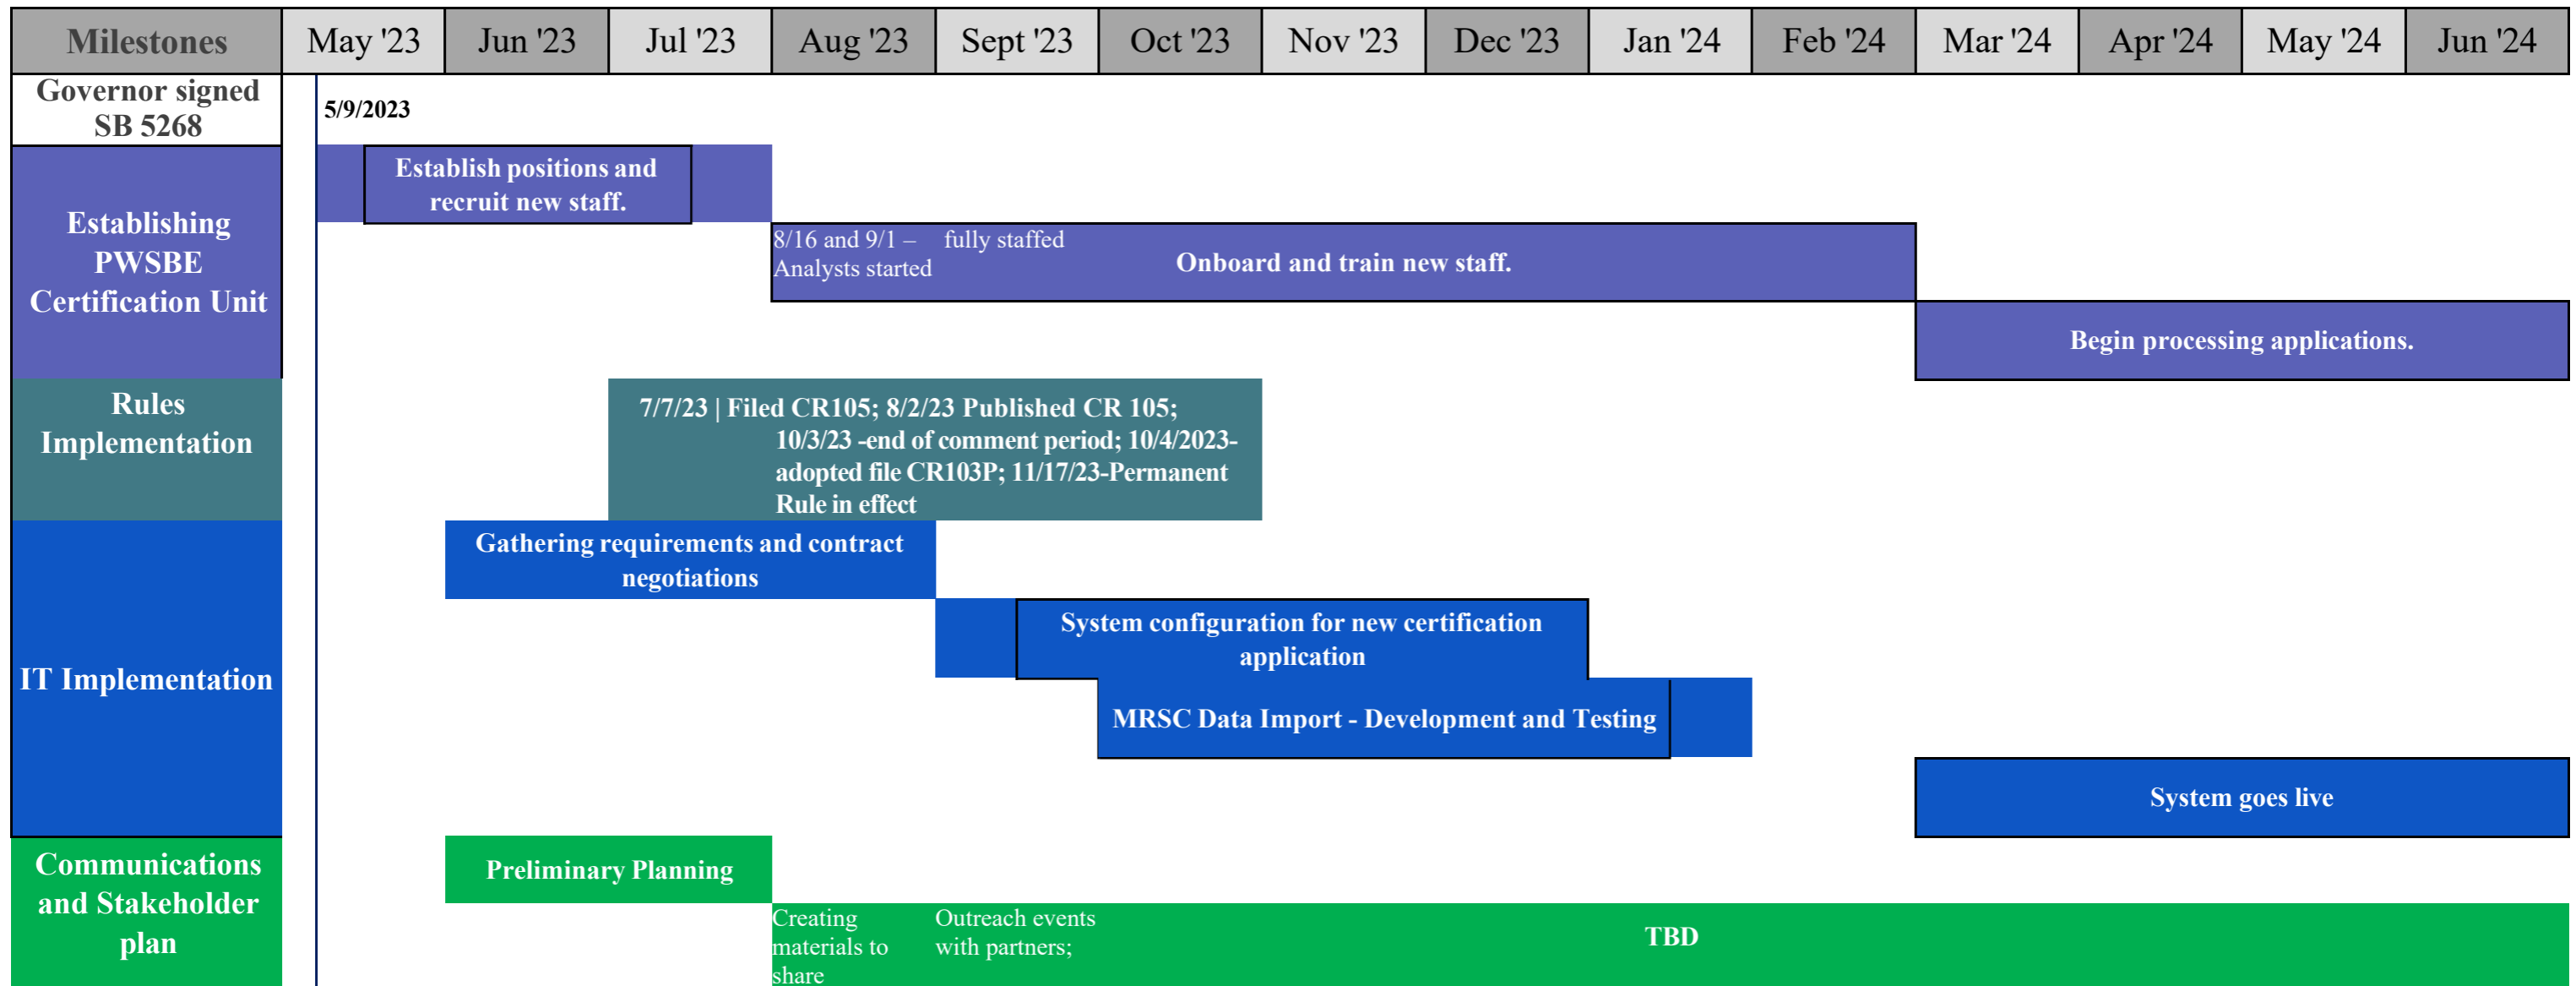 Milestones
May '23
Jun '23
Jul '23
Aug '23
Sept '23
Oct '23
Nov '23
Dec '23
Jan '24
Feb '24
Mar '24
Apr '24
May '24
Jun '24
Governor signed
SB 5268
5/9/2023
Establishing
PWSBE
Certification Unit
Establish positions and
recruit new staff.
8/16 and 9/1 –
Analysts started
fully staffed
Onboard and train new staff.
Begin processing applications.
Rules
Implementation
7/7/23 | Filed CR105; 8/2/23 Published CR 105;
10/3/23 -end of comment period; 10/4/2023-
adopted file CR103P; 11/17/23-Permanent
Rule in effect
IT Implementation
Gathering requirements and contract
negotiations
System configuration for new certification
application
MRSC Data Import - Development and Testing
System goes live
Communications
and Stakeholder
plan
Preliminary Planning
Creating
materials to
share
Outreach events
with partners;
TBD